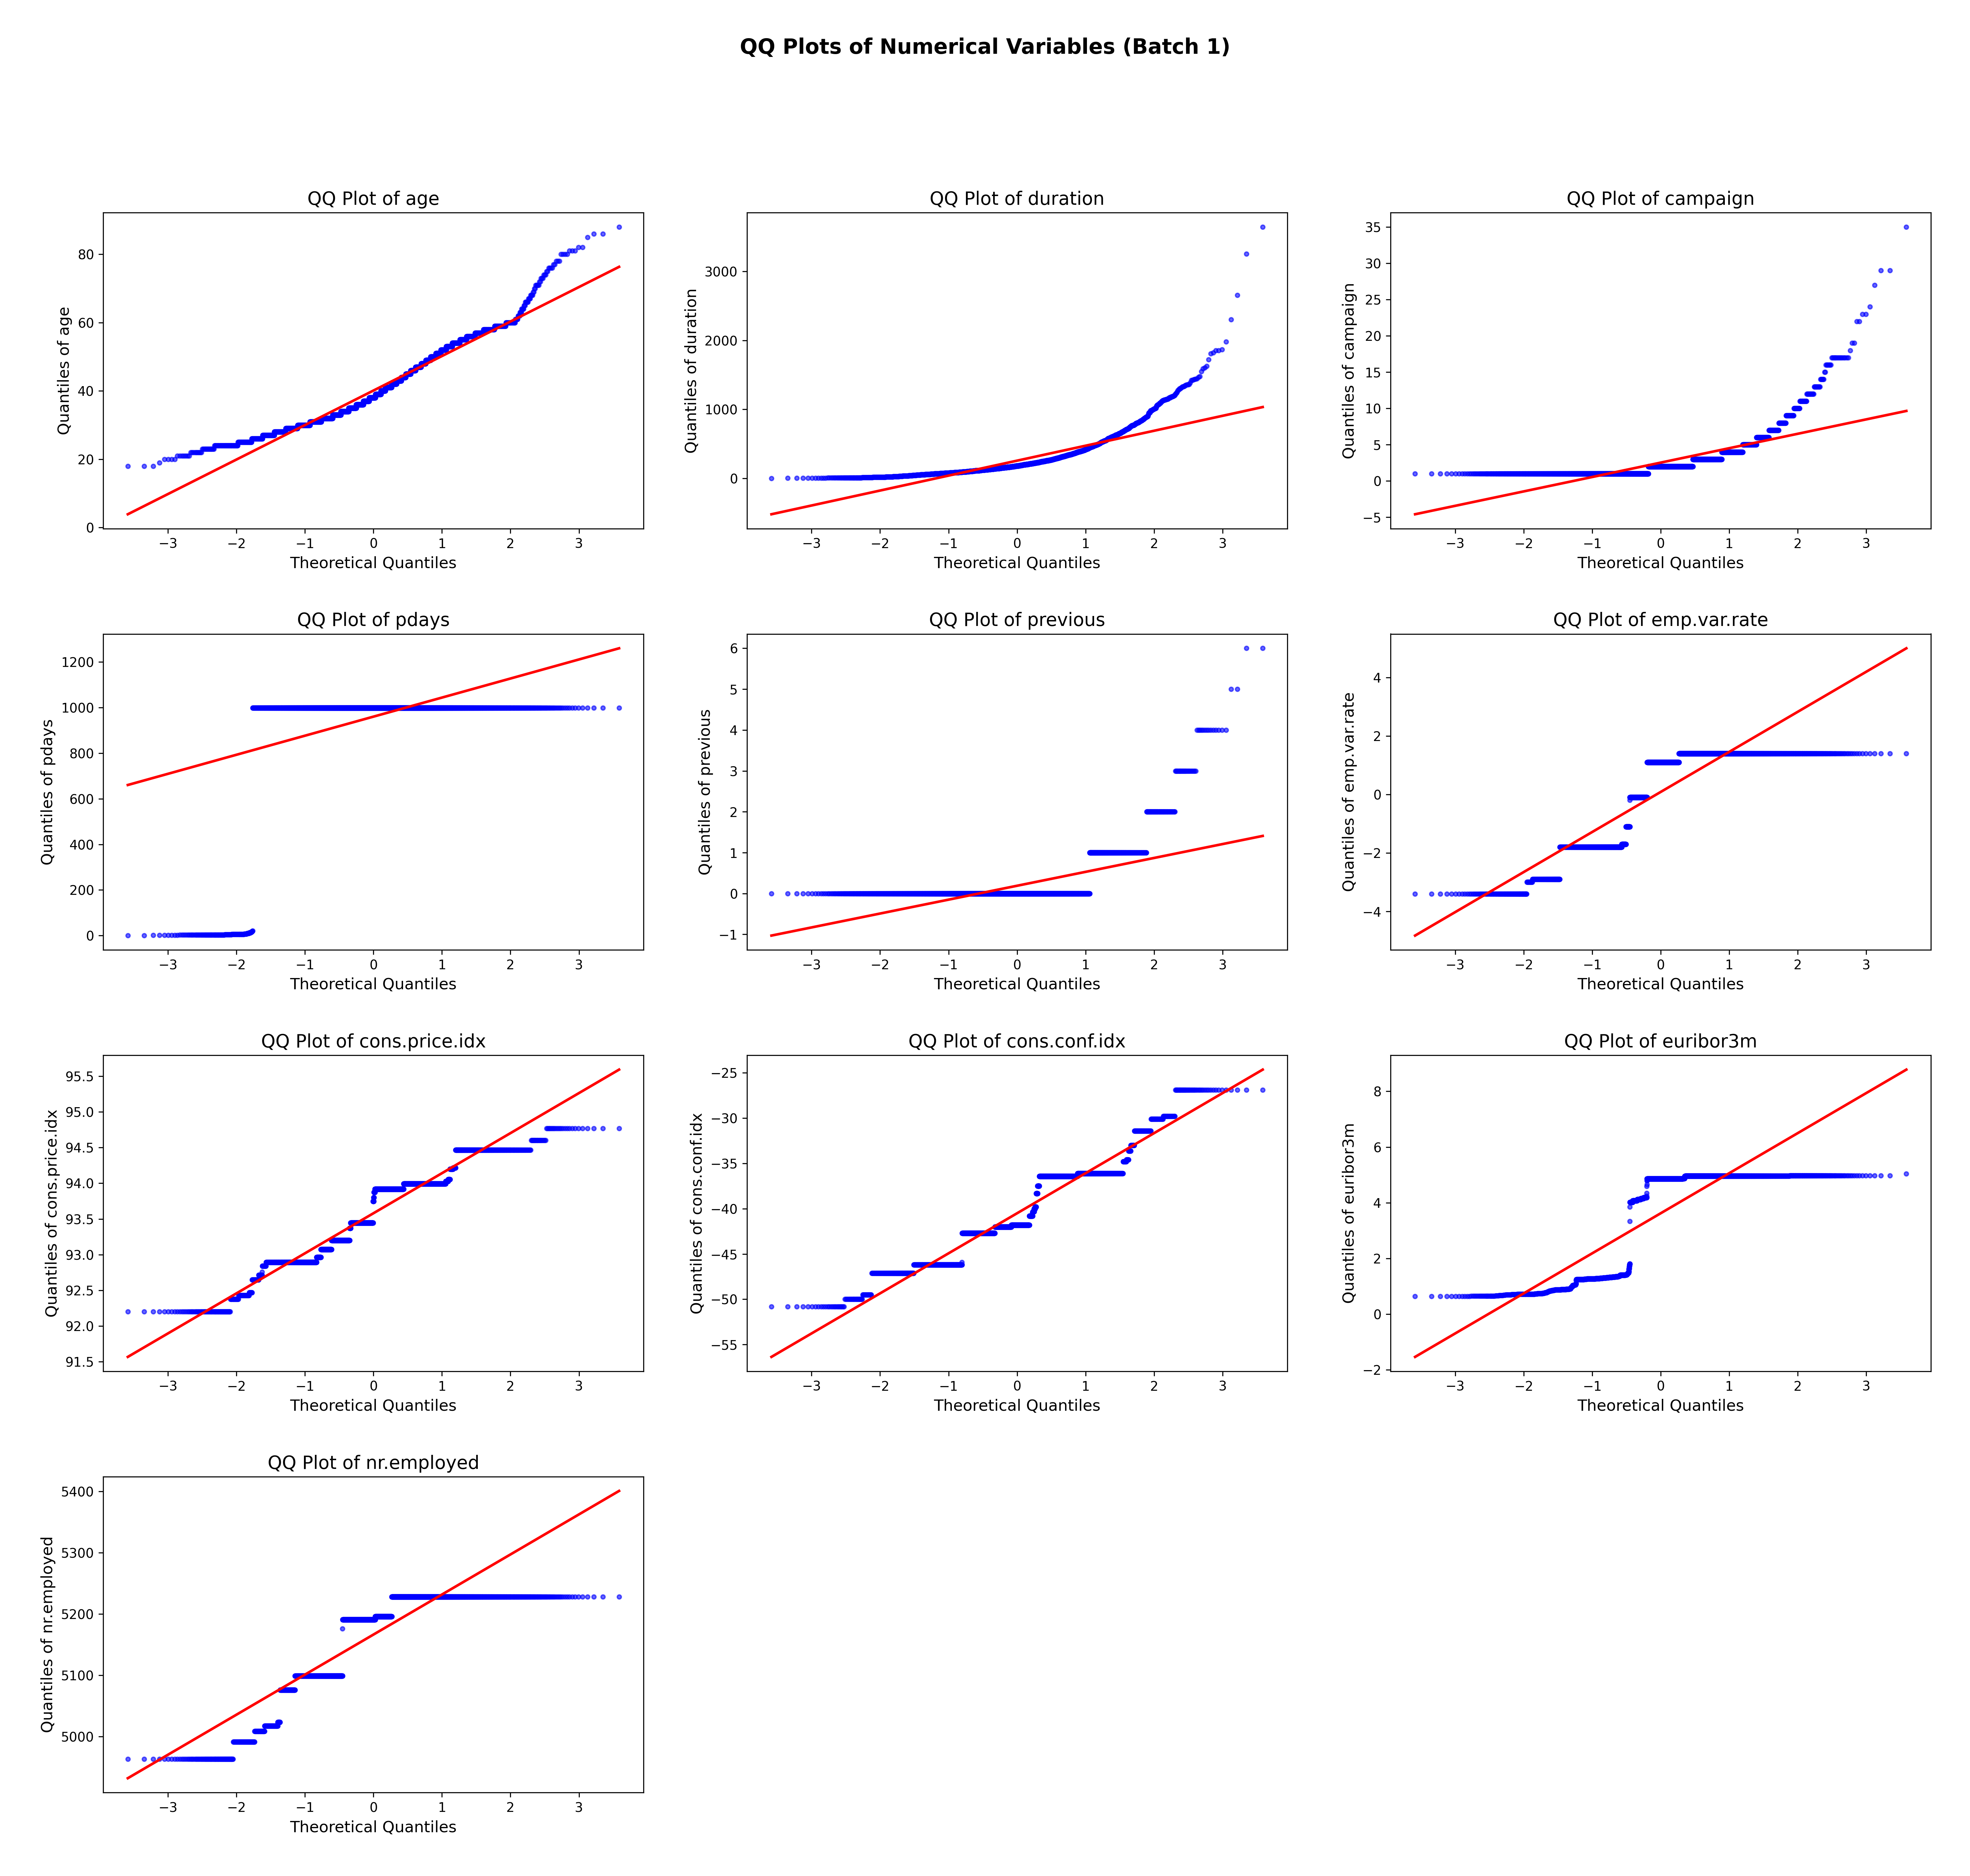 QQ Plots of Numerical Variables (Batch 1)
QQ Plot of age
Quantiles of age
80
60
40
20
0
−3 −2 −1 0 1 2 3
Theoretical Quantiles
QQ Plot of duration
Quantiles of duration
3000
2000
1000
0
−3 −2 −1 0 1 2 3
Theoretical Quantiles
QQ Plot of campaign
Quantiles of campaign
35
30
25
20
15
10
5
0
−5
−3 −2 −1 0 1 2 3
Theoretical Quantiles
QQ Plot of pdays
Quantiles of pdays
1200
1000
800
600
400
200
0
−3 −2 −1 0 1 2 3
Theoretical Quantiles
QQ Plot of previous
Quantiles of previous
6
5
4
3
2
1
0
−1
−3 −2 −1 0 1 2 3
Theoretical Quantiles
QQ Plot of emp.var.rate
Quantiles of emp.var.rate
4
2
0
−2
−4
−3 −2 −1 0 1 2 3
Theoretical Quantiles
QQ Plot of cons.price.idx
Quantiles of cons.price.idx
95.5
95.0
94.5
94.0
93.5
93.0
92.5
92.0
91.5
−3 −2 −1 0 1 2 3
Theoretical Quantiles
QQ Plot of cons.conf.idx
Quantiles of cons.conf.idx
−25
−30
−35
−40
−45
−50
−55
−3 −2 −1 0 1 2 3
Theoretical Quantiles
QQ Plot of euribor3m
Quantiles of euribor3m
8
6
4
2
0
−2
−3 −2 −1 0 1 2 3
Theoretical Quantiles
QQ Plot of nr.employed
Quantiles of nr.employed
5400
5300
5200
5100
5000
−3 −2 −1 0 1 2 3
Theoretical Quantiles